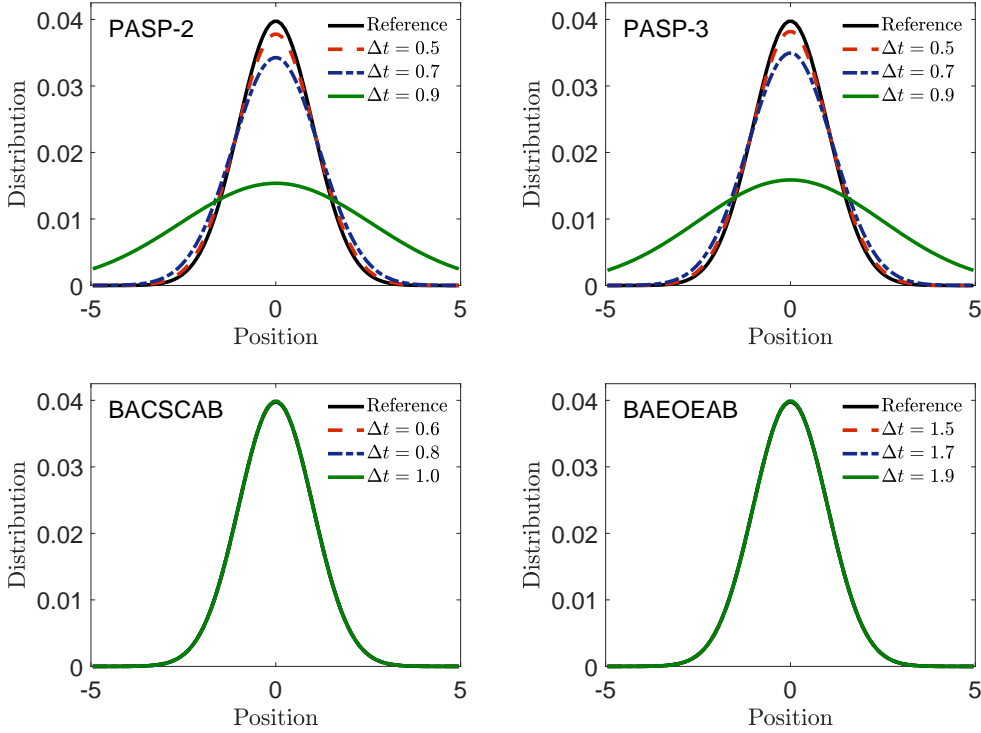 PASP-2
Reference
Δt = 0.5
Δt = 0.7
Δt = 0.9
0.04
0.03
0.02
0.01
0
Distribution
-5
0
5
Position
PASP-3
Reference
Δt = 0.5
Δt = 0.7
Δt = 0.9
0.04
0.03
0.02
0.01
0
Distribution
-5
0
5
Position
BACSCAB
Reference
Δt = 0.6
Δt = 0.8
Δt = 1.0
0.04
0.03
0.02
0.01
0
Distribution
-5
0
5
Position
BAEOEAB
Reference
Δt = 1.5
Δt = 1.7
Δt = 1.9
0.04
0.03
0.02
0.01
0
Distribution
-5
0
5
Position